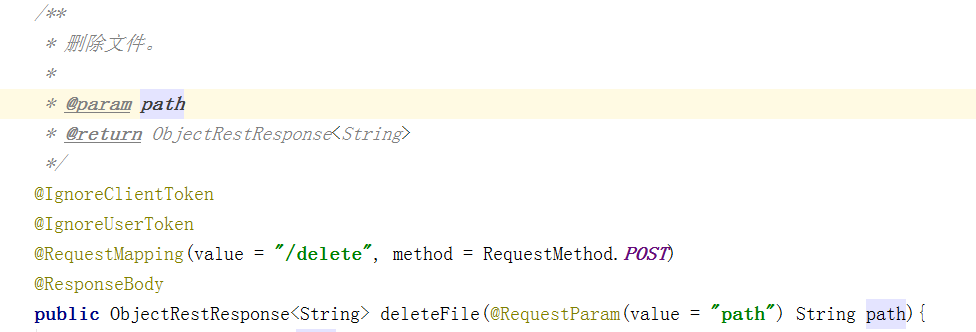 /**
 * 删除文件。
 *
 * @param path
 * @return ObjectRestResponse<String>
 */
@IgnoreClientToken
@IgnoreUserToken
@RequestMapping(value = "/delete", method = RequestMethod.POST)
@ResponseBody
public ObjectRestResponse<String> deleteFile(@RequestParam(value = "path") String path){